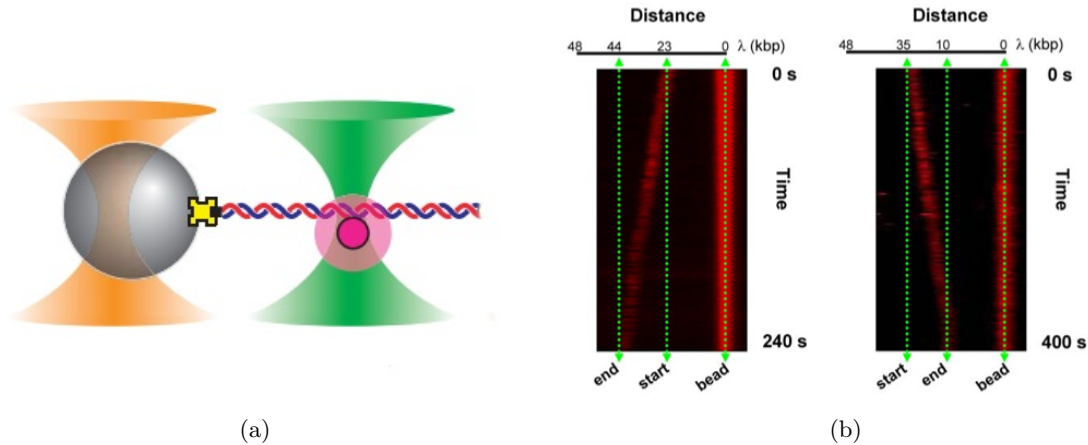 Distance
48 44 23 0 λ (kbp)
0 s
Time
240 s
end start bead
Distance
48 35 10 0 λ (kbp)
0 s
Time
400 s
start end bead
(a)
(b)